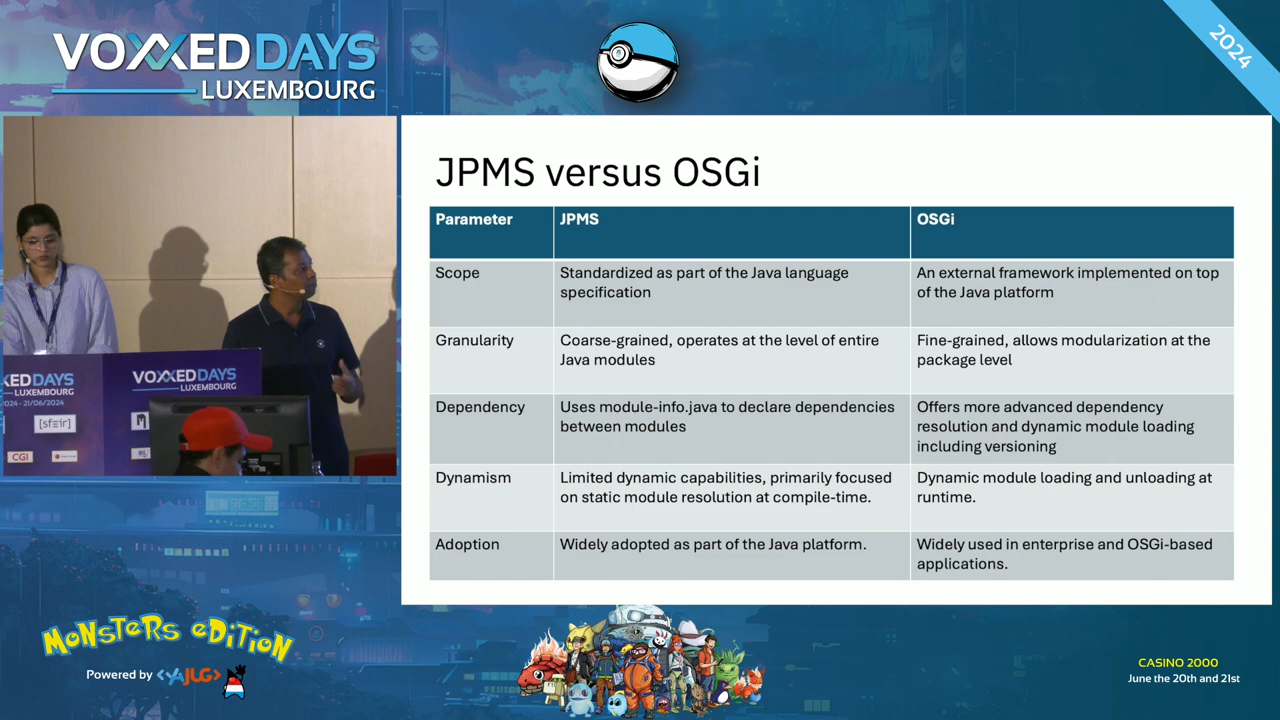 VOXXED DAYS
LUXEMBOURG
2024
JPMS versus OSGi
Parameter
JPMS
OSGi
Scope
Standardized as part of the Java language
specification
An external framework implemented on top
of the Java platform
Granularity
Coarse-grained, operates at the level of entire
Java modules
Fine-grained, allows modularization at the
package level
Dependency
Uses module-info.java to declare dependencies
between modules
Offers more advanced dependency
resolution and dynamic module loading
including versioning
Dynamism
Limited dynamic capabilities, primarily focused
on static module resolution at compile-time.
Dynamic module loading and unloading at
runtime.
Adoption
Widely adopted as part of the Java platform.
Widely used in enterprise and OSGi-based
applications.
XED DAYS
LUXEMBOURG
2024 - 21/06/2024
[sfeir]
CGI
VOXXED DAYS
LUXEMBOURG
MONSTERS EDITION
Powered by <YAJUG>
CASINO 2000
June the 20th and 21st